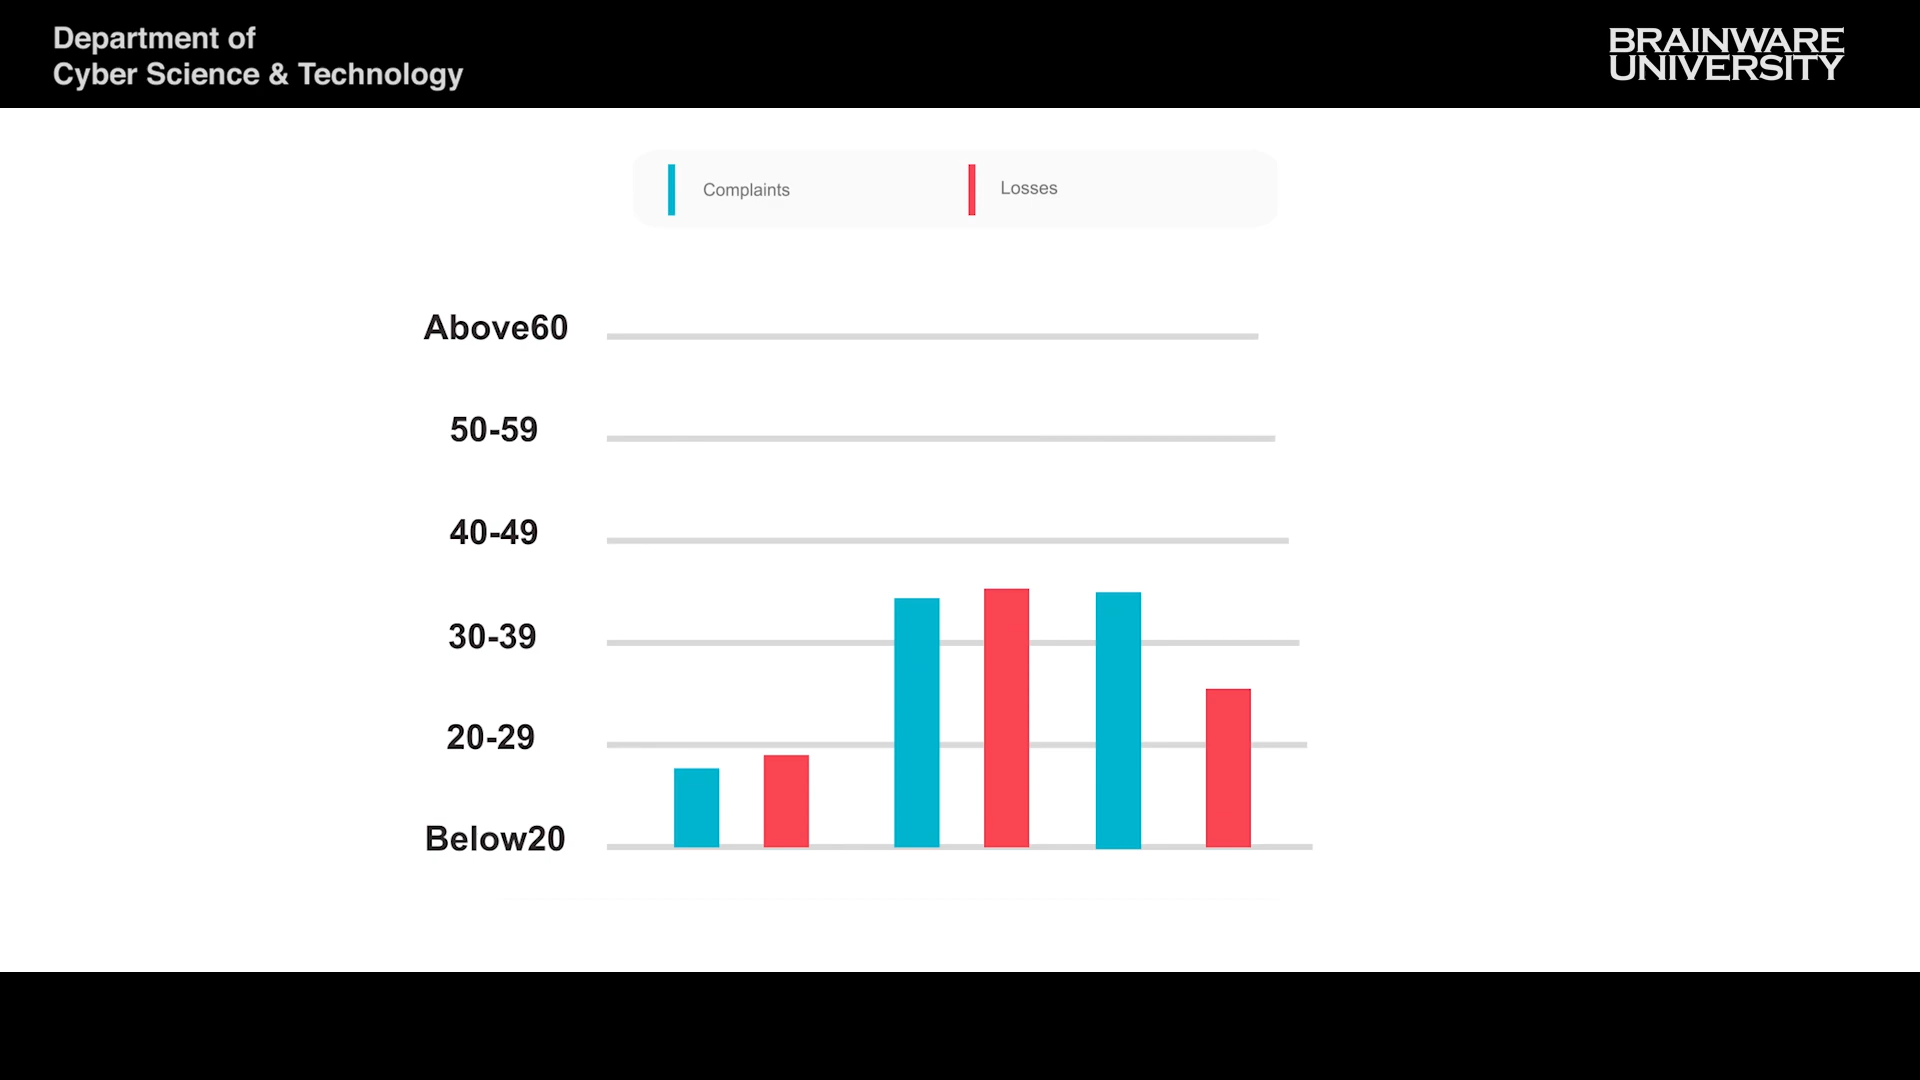 Department of
Cyber Science & Technology
BRAINWARE
UNIVERSITY
Complaints
Losses
Above60
50-59
40-49
30-39
20-29
Below20